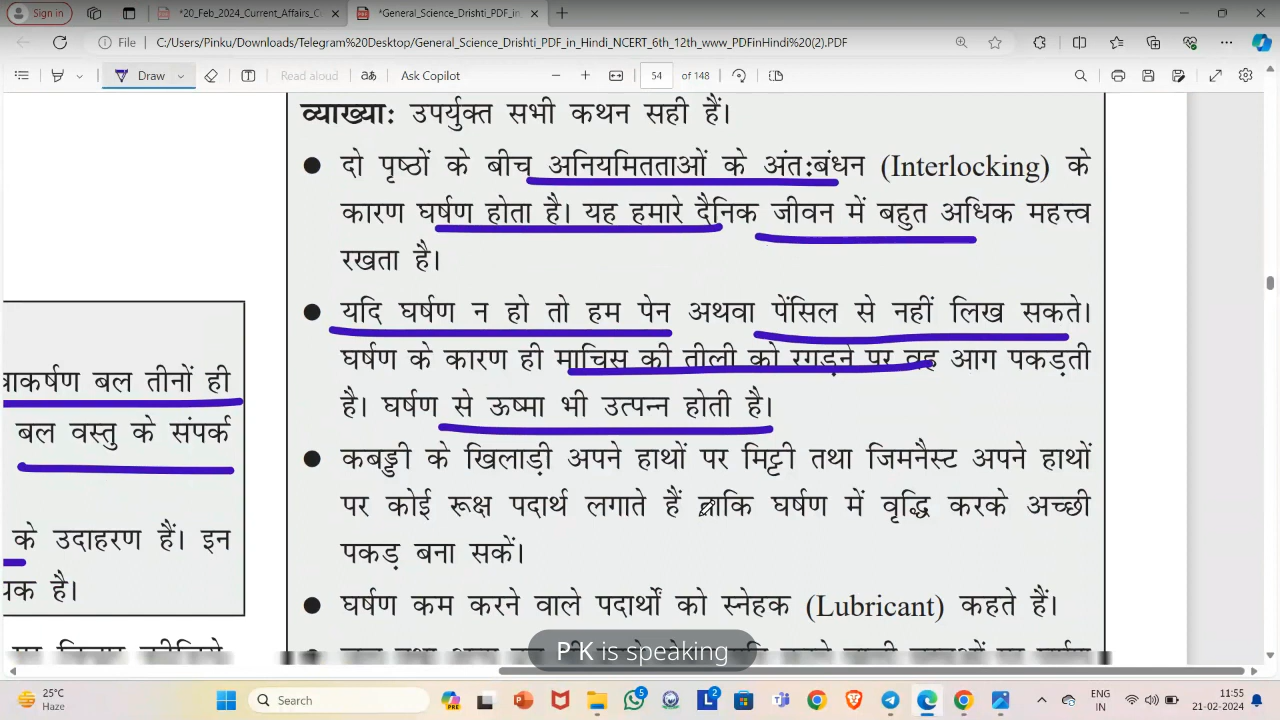 Sign in
*20_Feb_2024_Current_Affairs_C
*General_Science_Drishti_PDF_in_
File C:/Users/Pinku/Downloads/Telegram%20Desktop/General_Science_Drishti_PDF_in_Hindi_NCERT_6th_12th_www_PDFinHindi%20(2).PDF
Draw
Read aloud
Ask Copilot
54 of 148
व्याख्याः उपर्युक्त सभी कथन सही हैं।
● दो पृष्ठों के बीच अनियमितताओं के अंतःबंधन (Interlocking) के
कारण घर्षण होता है। यह हमारे दैनिक जीवन में बहुत अधिक महत्त्व
रखता है।
● यदि घर्षण न हो तो हम पेन अथवा पेंसिल से नहीं लिख सकते।
घर्षण के कारण ही माचिस की तीली को रगड़ने पर वह आग पकड़ती
है। घर्षण से ऊष्मा भी उत्पन्न होती है।
● कबड्डी के खिलाड़ी अपने हाथों पर मिट्टी तथा जिमनैस्ट अपने हाथों
पर कोई रूक्ष पदार्थ लगाते हैं ताकि घर्षण में वृद्धि करके अच्छी
पकड़ बना सकें।
● घर्षण कम करने वाले पदार्थों को स्नेहक (Lubricant) कहते हैं।
बल तीनों ही
बल वस्तु के संपर्क
के उदाहरण हैं। इन
है।
P K is speaking
25°C
Haze
Search
5
2
ENG
IN
11:55
21-02-2024